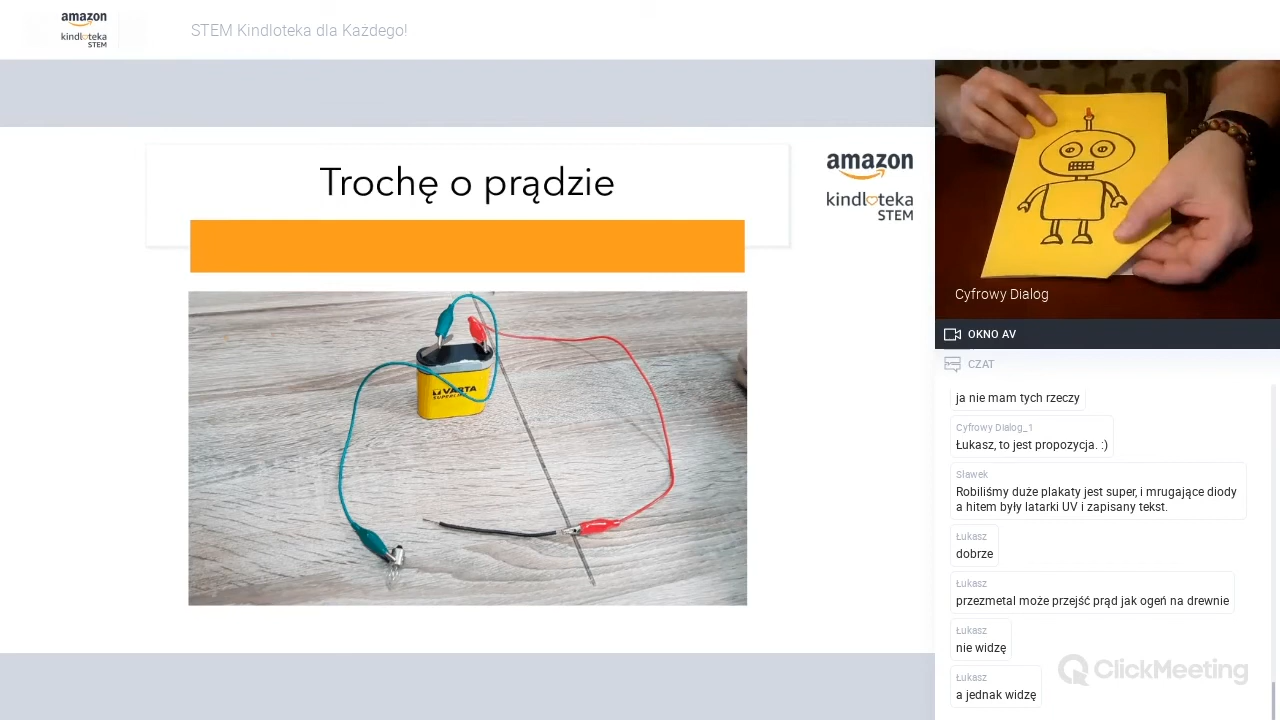 amazon
kindloteka
STEM
STEM Kindloteka dla Każdego!
Trochę o prądzie
amazon
kindloteka
STEM
VARTA
SUPERLIFE
Cyfrowy Dialog
OKNO AV
CZAT
ja nie mam tych rzeczy
Cyfrowy Dialog_1
Łukasz, to jest propozycja. :)
Sławek
Robiliśmy duże plakaty jest super, i mrugające diody
a hitem były latarki UV i zapisany tekst.
Łukasz
dobrze
Łukasz
przezmetal może przejść prąd jak ogeń na drewnie
Łukasz
nie widzę
Łukasz
a jednak widzę
ClickMeeting